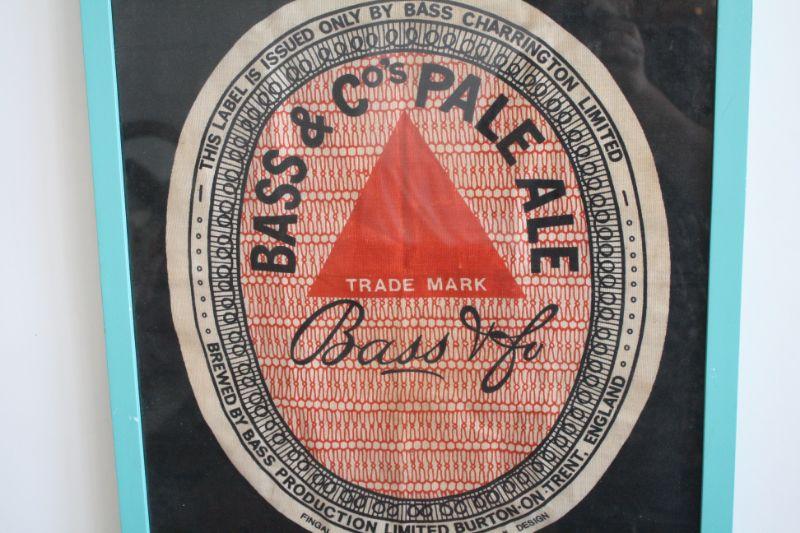 — THIS LABEL IS ISSUED ONLY BY BASS CHARRINGTON LIMITED —
BASS & Co's PALE ALE
TRADE MARK
Bass & Co
BREWED BY BASS PRODUCTION LIMITED BURTON-ON-TRENT, ENGLAND
DESIGN